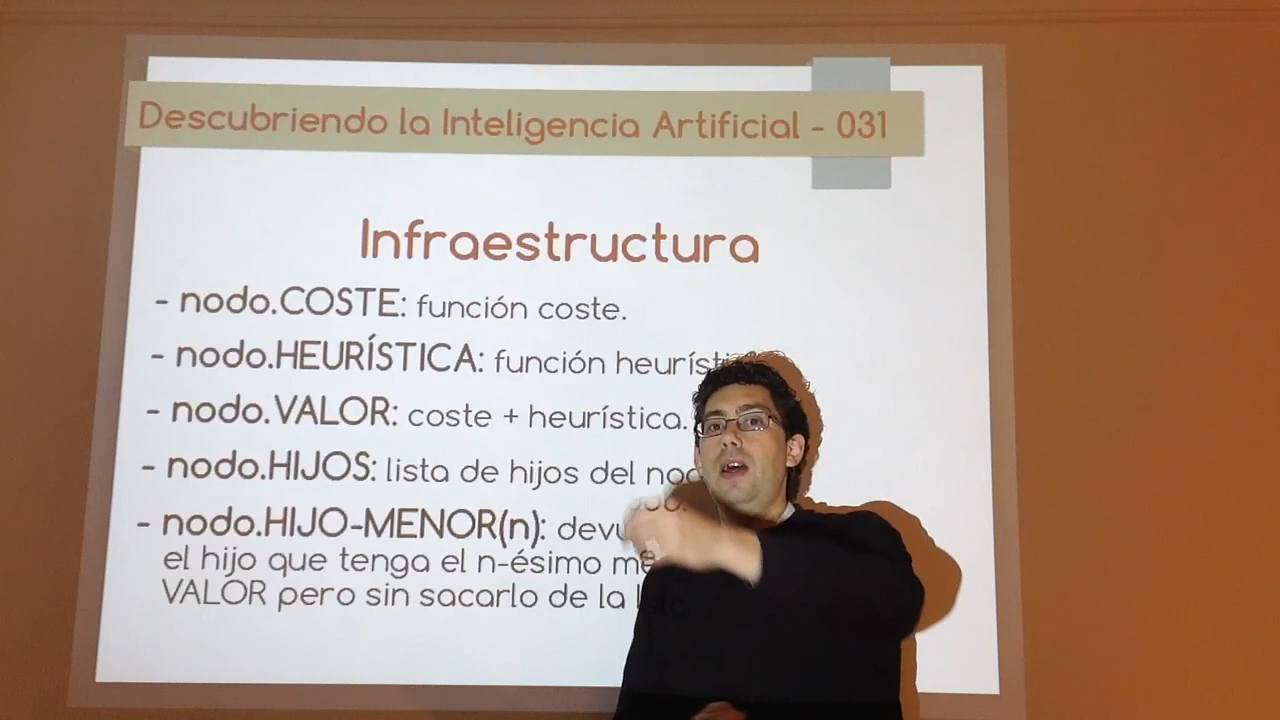 Descubriendo la Inteligencia Artificial - 031
Infraestructura
- nodo.COSTE: función coste.
- nodo.HEURÍSTICA: función
- nodo.VALOR: coste + heurística.
- nodo.HIJOS: lista de hijos del
- nodo.HIJO-MENOR(n):
el hijo que tenga el n-ésimo
VALOR pero sin sacarlo de la